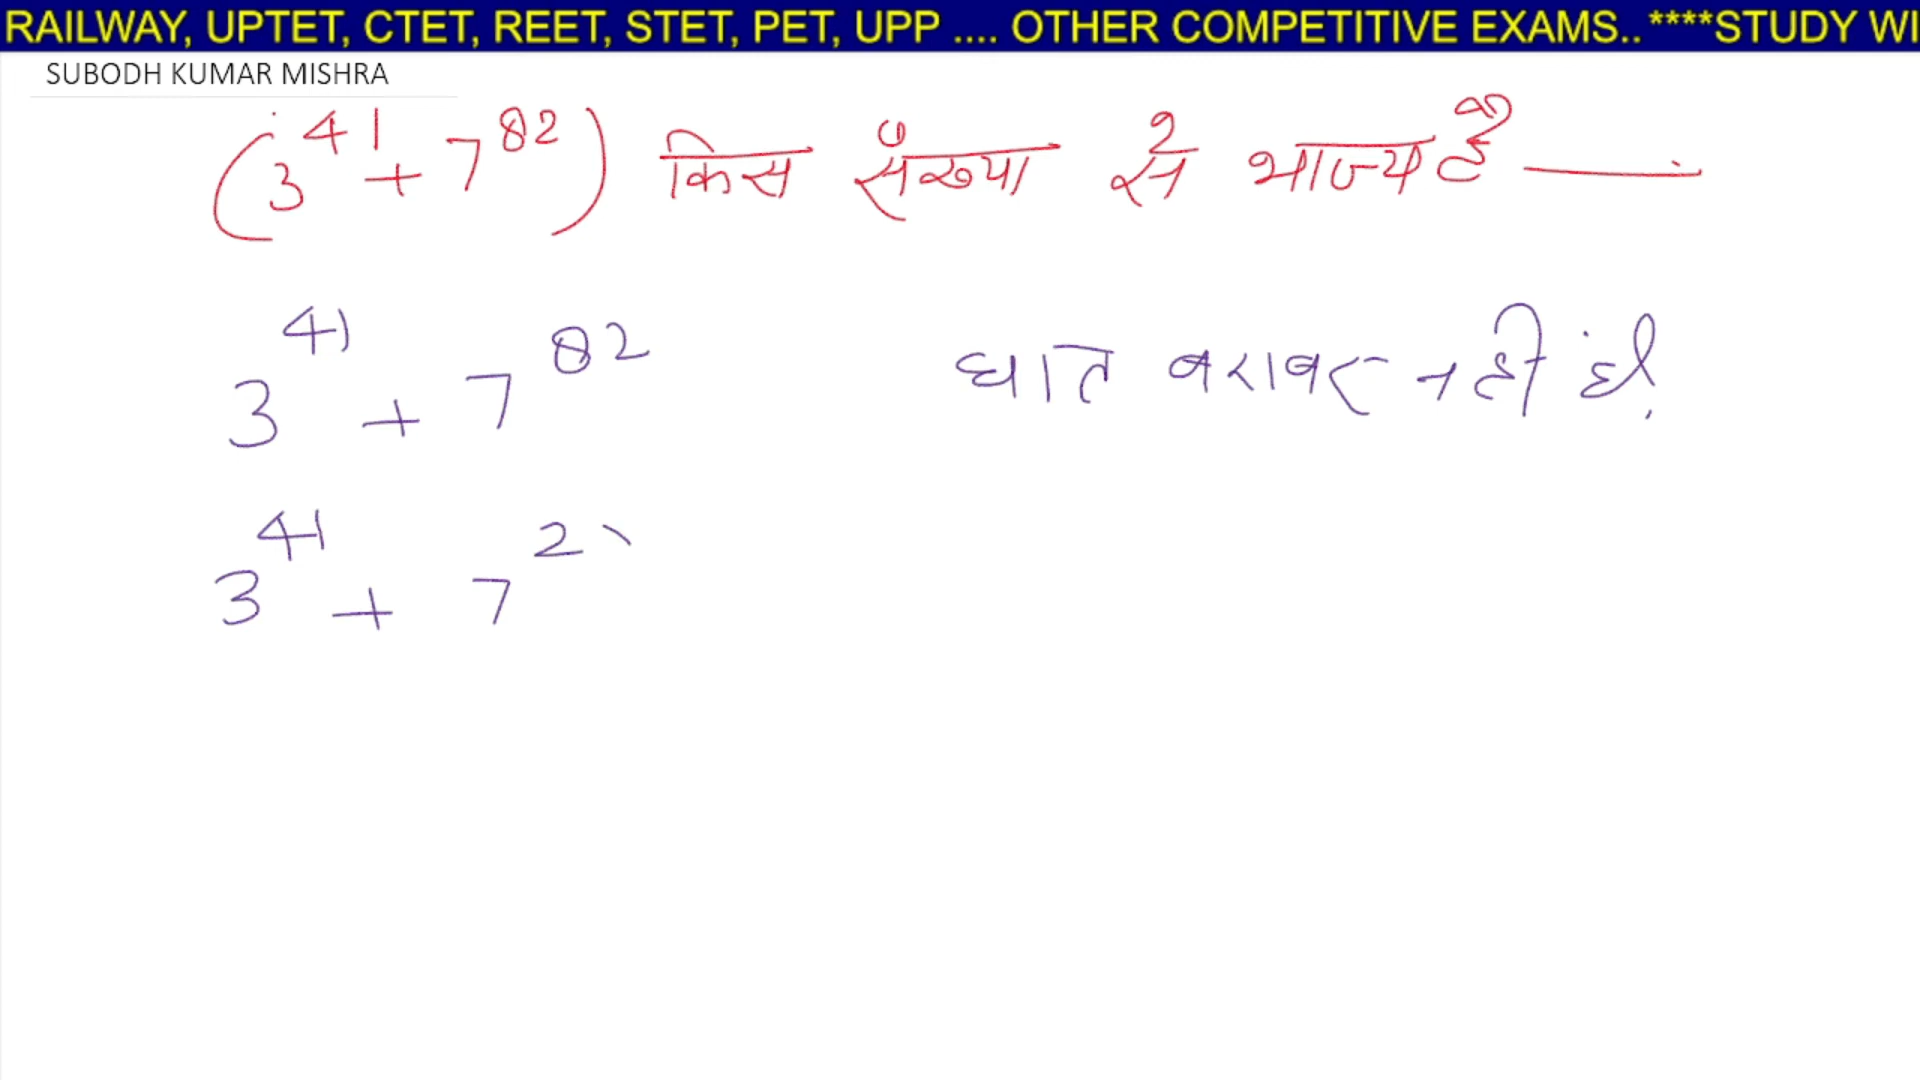 RAILWAY, UPTET, CTET, REET, STET, PET, UPP .... OTHER COMPETITIVE EXAMS.. ****STUDY WI
SUBODH KUMAR MISHRA
(3^41 + 7^82) किस संख्या से भाज्य है
3^41 + 7^82 घात बराबर नही हो
3^41 + 7^2